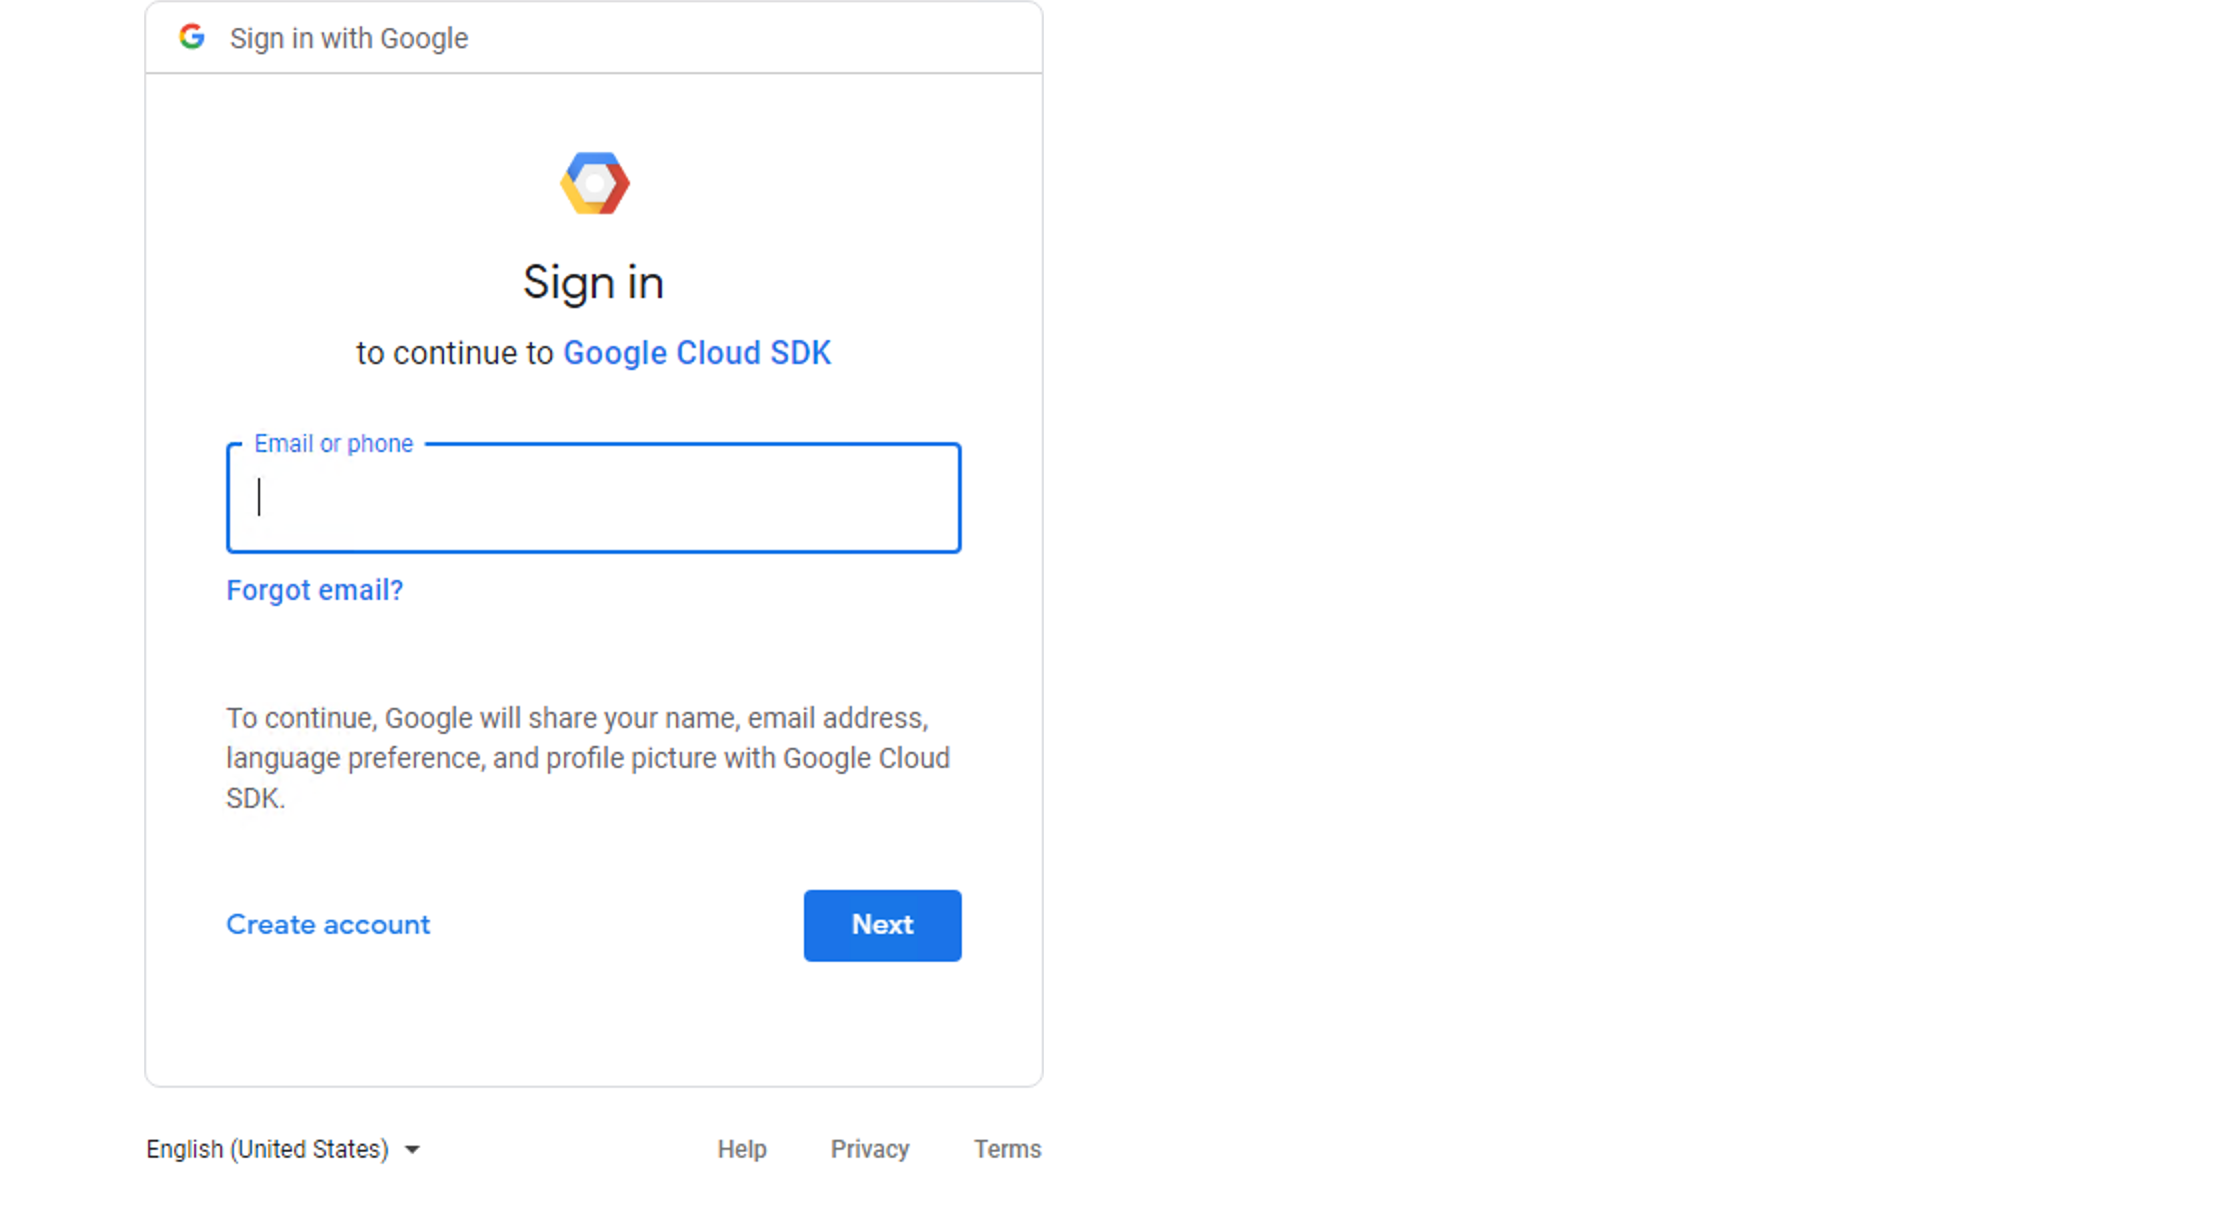 Sign in with Google
Sign in
to continue to Google Cloud SDK
Email or phone
Forgot email?
To continue, Google will share your name, email address,
language preference, and profile picture with Google Cloud
SDK.
Create account
Next
English (United States)
Help
Privacy
Terms